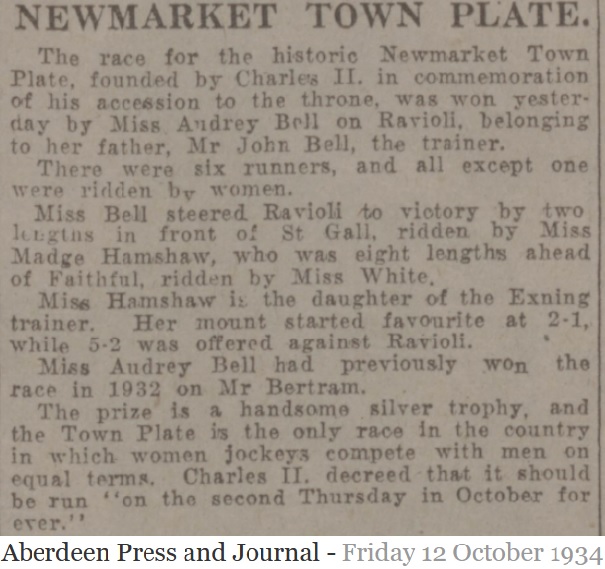 NEWMARKET TOWN PLATE.
The race for the historic Newmarket Town
Plate, founded by Charles II. in commemoration
of his accession to the throne, was won yester-
day by Miss Audrey Bell on Ravioli, belonging
to her father, Mr John Bell, the trainer.
There were six runners, and all except one
were ridden by women.
Miss Bell steered Ravioli to victory by two
lengths in front of St Gall, ridden by Miss
Madge Hamshaw, who was eight lengths ahead
of Faithful, ridden by Miss White.
Miss Hamshaw is the daughter of the Exning
trainer. Her mount started favourite at 2-1,
while 5-2 was offered against Ravioli.
Miss Audrey Bell had previously won the
race in 1932 on Mr Bertram.
The prize is a handsome silver trophy, and
the Town Plate is the only race in the country
in which women jockeys compete with men on
equal terms. Charles II. decreed that it should
be run "on the second Thursday in October for
ever."
Aberdeen Press and Journal - Friday 12 October 1934